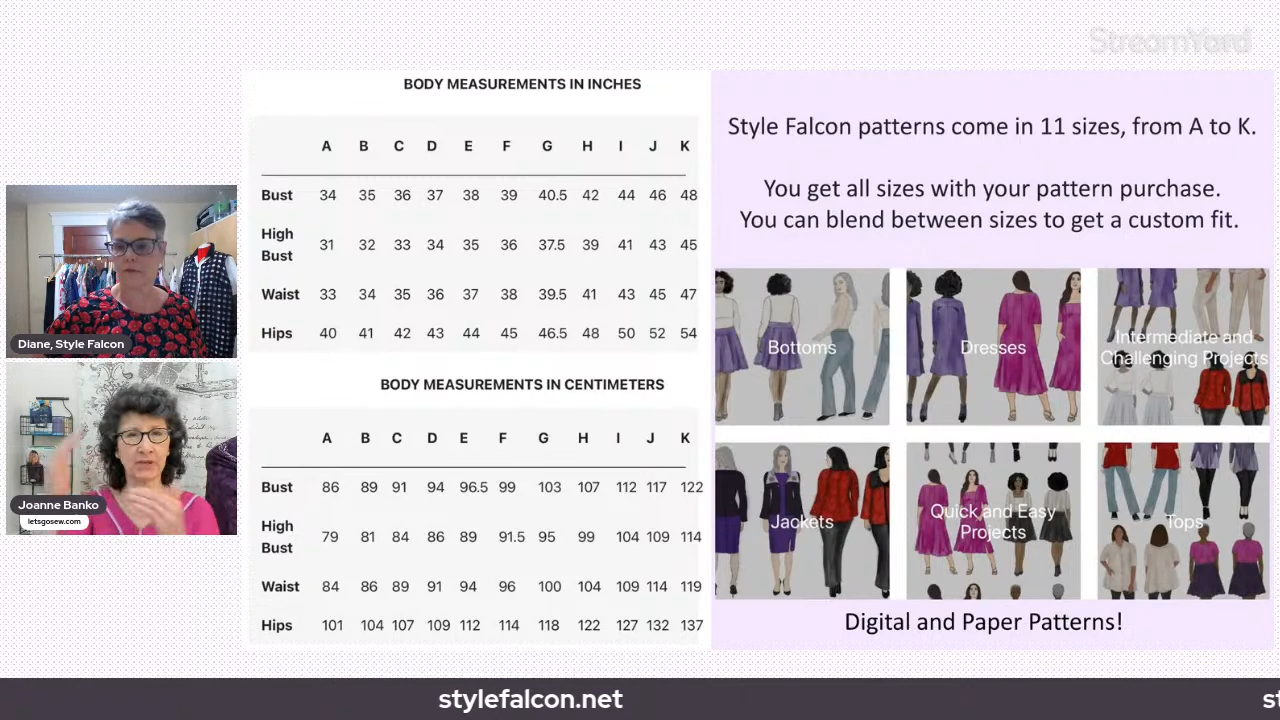 StreamYard
BODY MEASUREMENTS IN INCHES
A B C D E F G H I J K
Bust 34 35 36 37 38 39 40.5 42 44 46 48
High
Bust 31 32 33 34 35 36 37.5 39 41 43 45
Waist 33 34 35 36 37 38 39.5 41 43 45 47
Hips 40 41 42 43 44 45 46.5 48 50 52 54
BODY MEASUREMENTS IN CENTIMETERS
A B C D E F G H I J K
Bust 86 89 91 94 96.5 99 103 107 112 117 122
High
Bust 79 81 84 86 89 91.5 95 99 104 109 114
Waist 84 86 89 91 94 96 100 104 109 114 119
Hips 101 104 107 109 112 114 118 122 127 132 137
Style Falcon patterns come in 11 sizes, from A to K.
You get all sizes with your pattern purchase.
You can blend between sizes to get a custom fit.
Bottoms
Dresses
Intermediate and
Challenging Projects
Jackets
Quick and Easy
Projects
Tops
Digital and Paper Patterns!
Diane, Style Falcon
Joanne Banko
letsgosew.com
stylefalcon.net
st